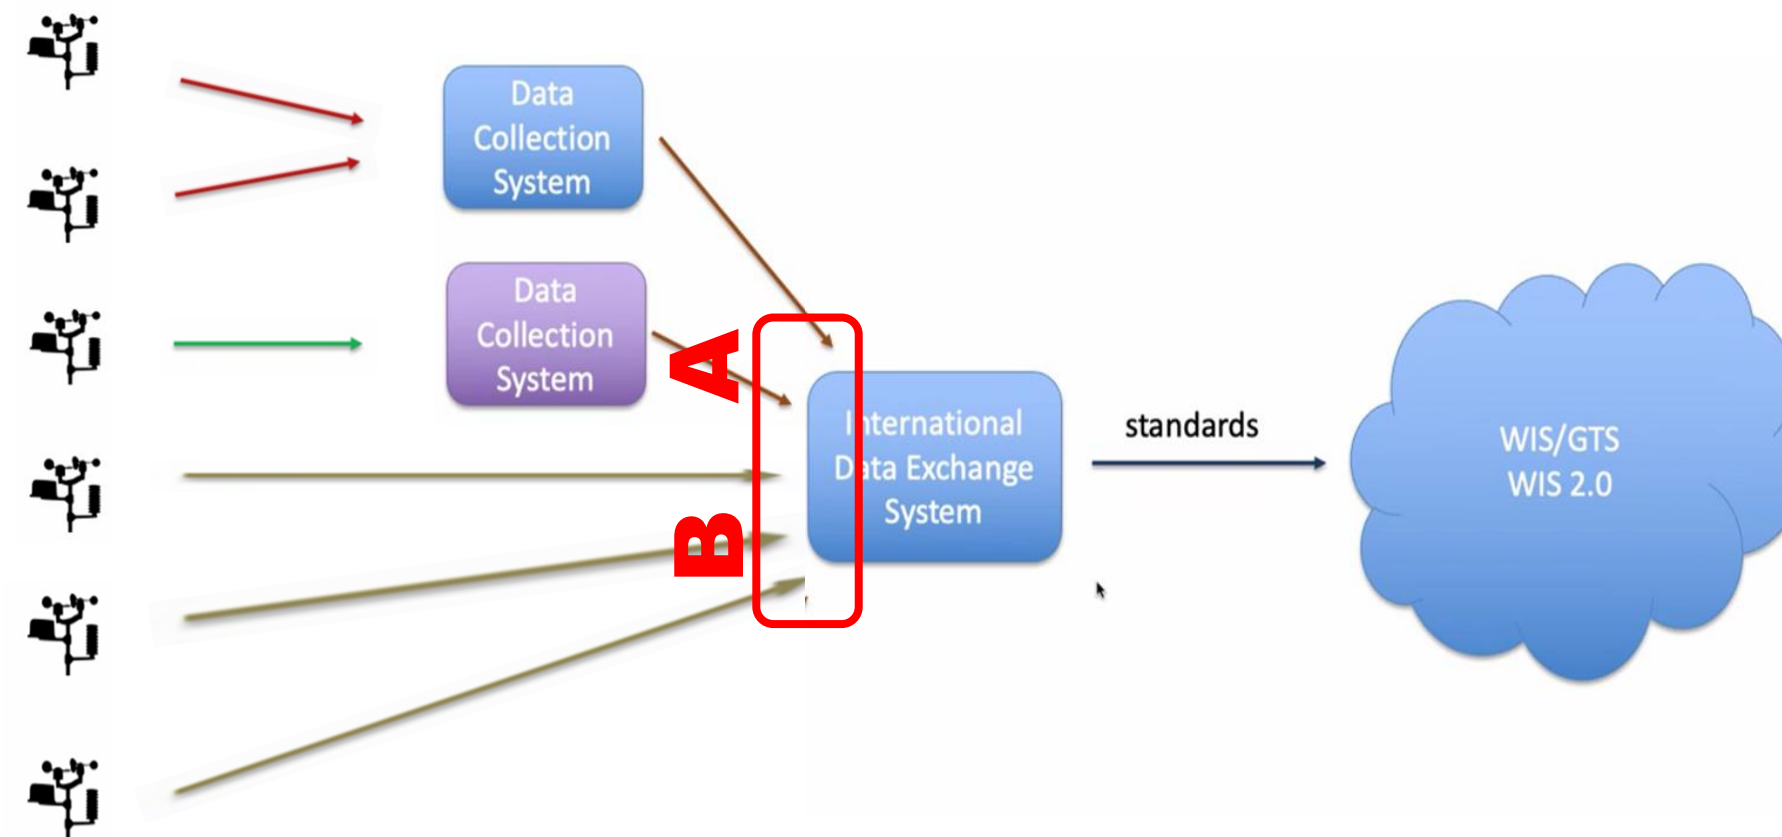 Data
Collection
System
Data
Collection
System
A
B
International
Data Exchange
System
standards
WIS/GTS
WIS 2.0